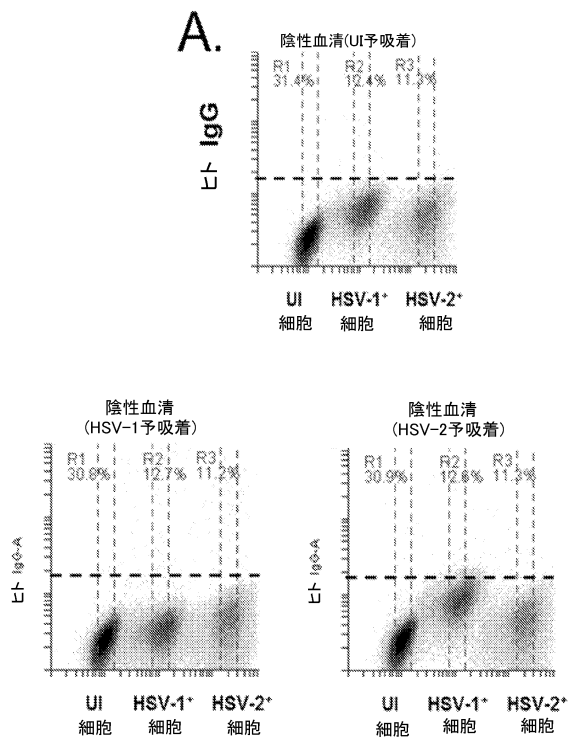 A.
陰性血清(UI予吸着)
R1 R2 R3
31.4% 12.4% 11.3%
ヒト IgG
UI HSV-1⁺ HSV-2⁺
細胞 細胞 細胞
陰性血清
(HSV-1予吸着)
R1 R2 R3
30.8% 12.7% 11.2%
ヒト IgG-A
UI HSV-1⁺ HSV-2⁺
細胞 細胞 細胞
陰性血清
(HSV-2予吸着)
R1 R2 R3
30.9% 12.6% 11.3%
ヒト IgG-A
UI HSV-1⁺ HSV-2⁺
細胞 細胞 細胞